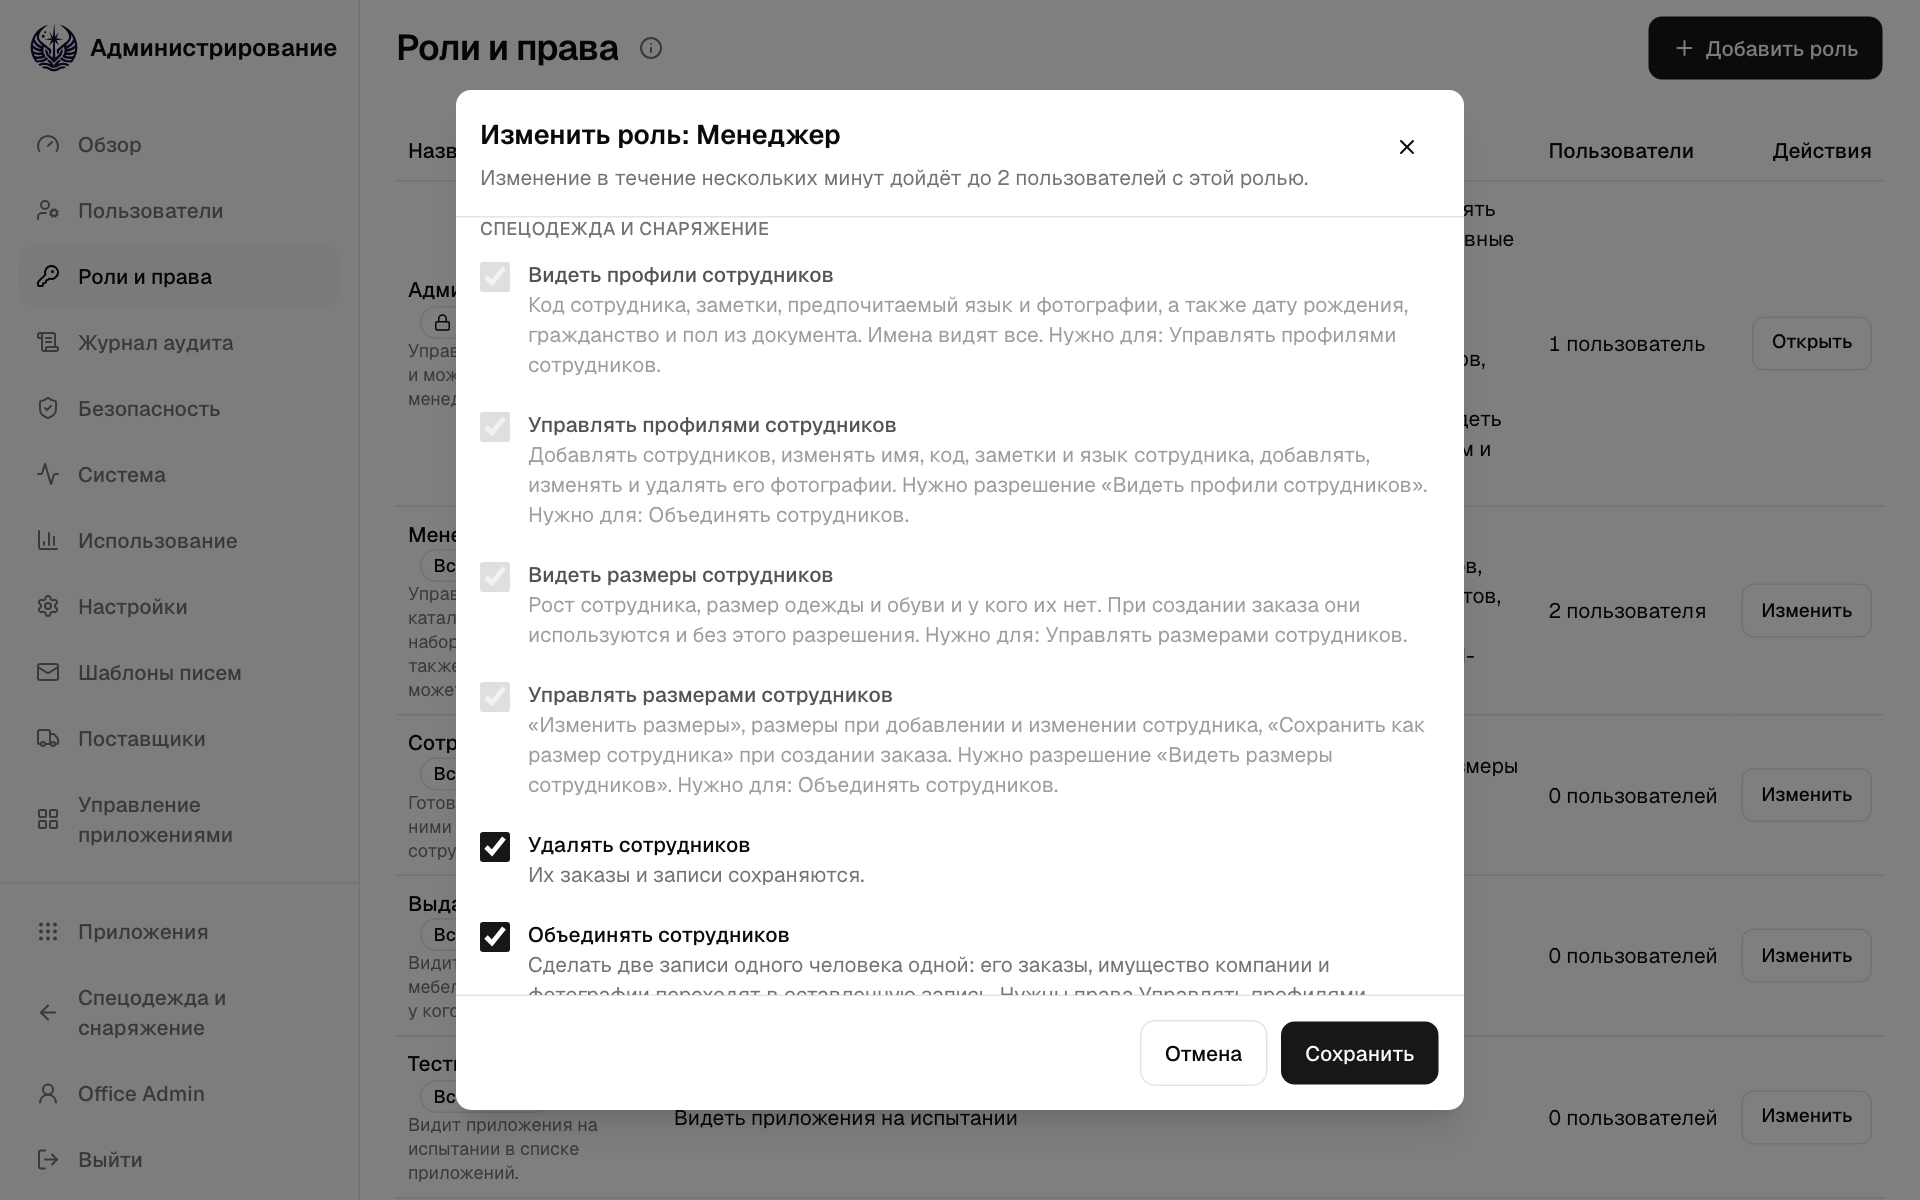 Администрирование
Обзор
Пользователи
Роли и права
Журнал аудита
Безопасность
Система
Использование
Настройки
Шаблоны писем
Поставщики
Управление
приложениями
Приложения
Спецодежда и
снаряжение
Office Admin
Выйти
Роли и права
Добавить роль
Пользователи
Действия
1 пользователь
Открыть
2 пользователя
Изменить
0 пользователей
Изменить
0 пользователей
Изменить
Видит приложения на
испытании в списке
приложений.
Видеть приложения на испытании
0 пользователей
Изменить
Изменить роль: Менеджер
Изменение в течение нескольких минут дойдёт до 2 пользователей с этой ролью.
СПЕЦОДЕЖДА И СНАРЯЖЕНИЕ
Видеть профили сотрудников
Код сотрудника, заметки, предпочитаемый язык и фотографии, а также дату рождения,
гражданство и пол из документа. Имена видят все. Нужно для: Управлять профилями
сотрудников.
Управлять профилями сотрудников
Добавлять сотрудников, изменять имя, код, заметки и язык сотрудника, добавлять,
изменять и удалять его фотографии. Нужно разрешение «Видеть профили сотрудников».
Нужно для: Объединять сотрудников.
Видеть размеры сотрудников
Рост сотрудника, размер одежды и обуви и у кого их нет. При создании заказа они
используются и без этого разрешения. Нужно для: Управлять размерами сотрудников.
Управлять размерами сотрудников
«Изменить размеры», размеры при добавлении и изменении сотрудника, «Сохранить как
размер сотрудника» при создании заказа. Нужно разрешение «Видеть размеры
сотрудников». Нужно для: Объединять сотрудников.
Удалять сотрудников
Их заказы и записи сохраняются.
Объединять сотрудников
Сделать две записи одного человека одной: его заказы, имущество компании и
фотографии переходят в оставленную запись. Нужны права Управлять профилями
Отмена
Сохранить